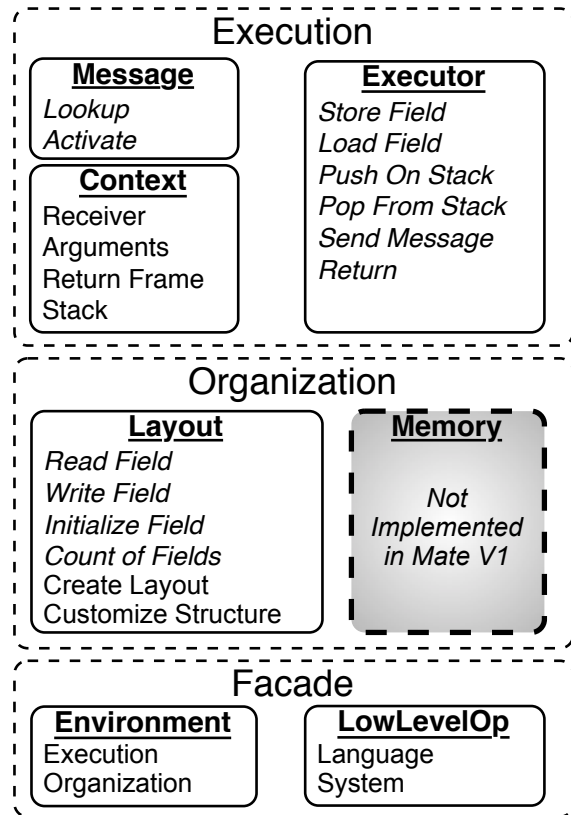 Execution
Message
Lookup
Activate
Context
Receiver
Arguments
Return Frame
Stack
Executor
Store Field
Load Field
Push On Stack
Pop From Stack
Send Message
Return
Organization
Layout
Read Field
Write Field
Initialize Field
Count of Fields
Create Layout
Customize Structure
Memory
Not
Implemented
in Mate V1
Facade
Environment
Execution
Organization
LowLevelOp
Language
System